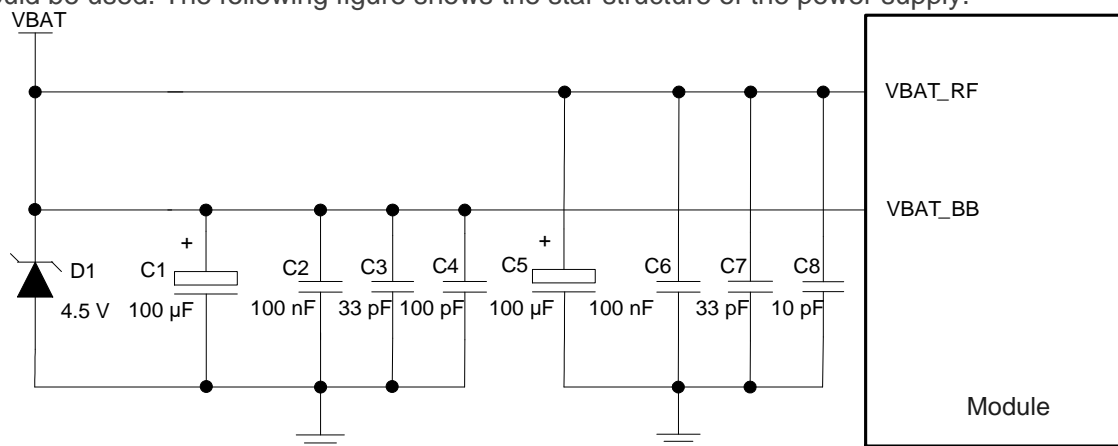 ould be used. The following figure shows the star structure of the power supply.
VBAT
VBAT_RF
VBAT_BB
+
D1
4.5 V
C1
100 µF
C2
100 nF
C3
33 pF
C4
100 pF
+
C5
100 µF
C6
100 nF
C7
33 pF
C8
10 pF
Module